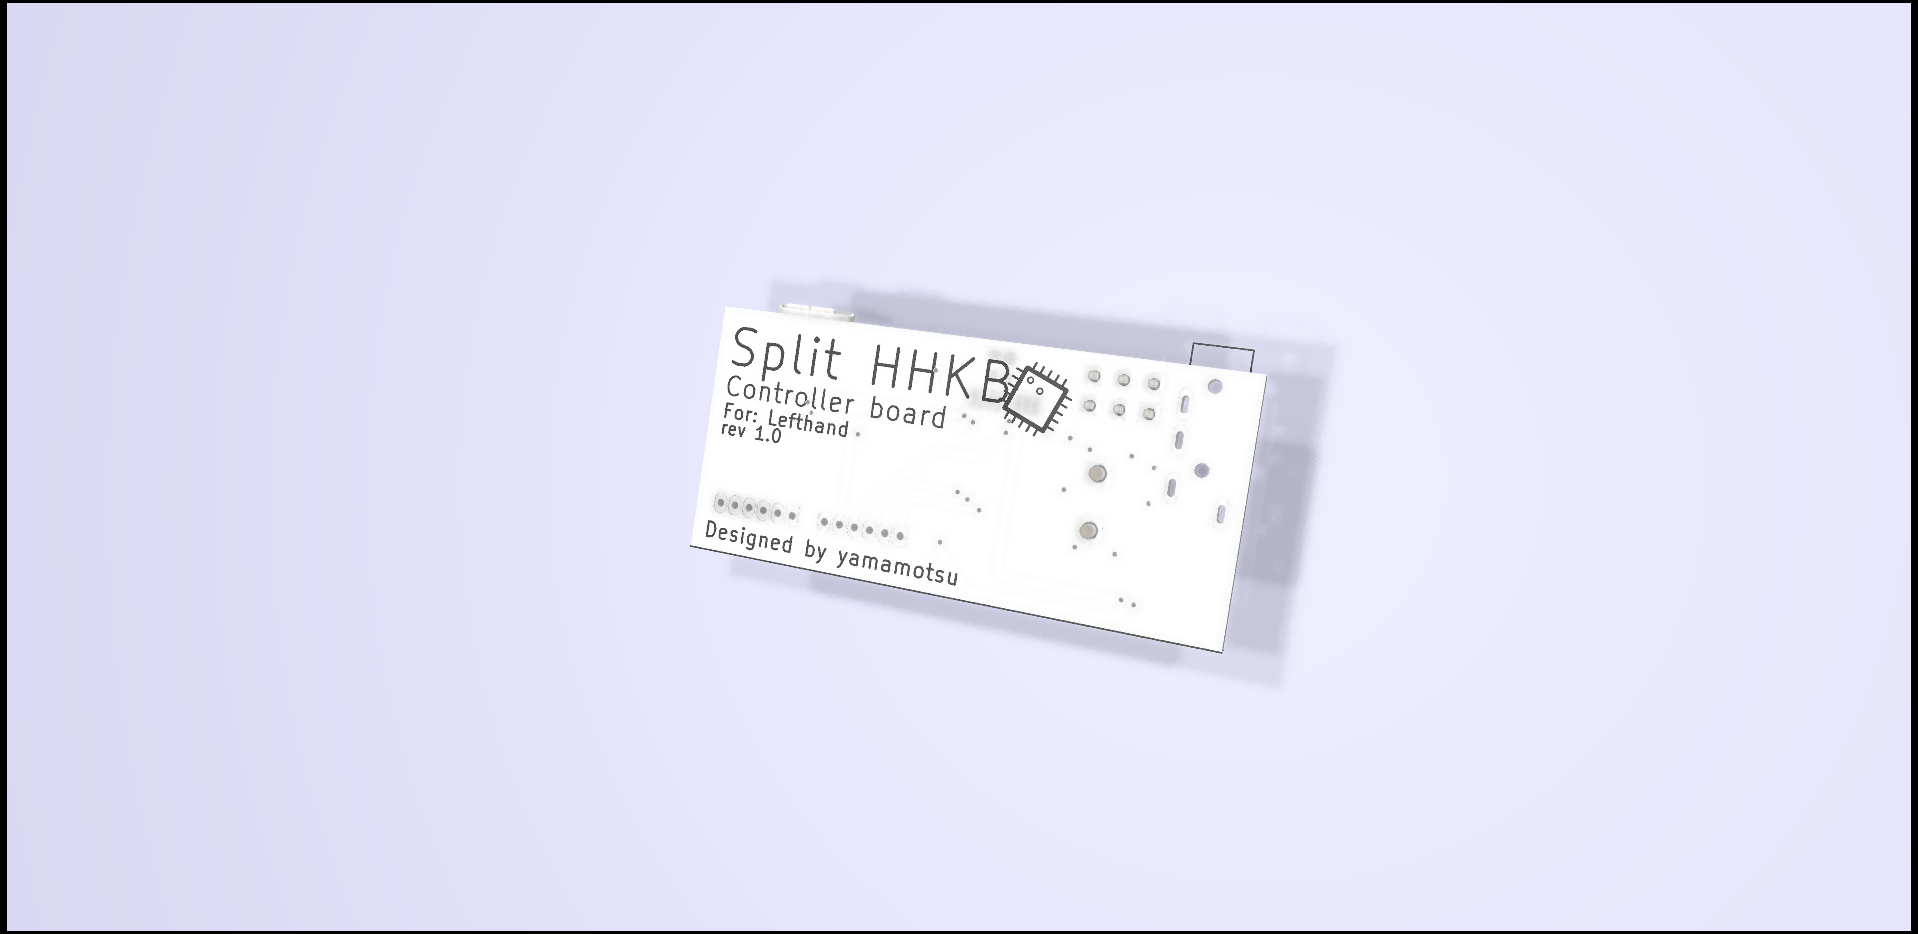 Split HHKB
Controller board
For: Lefthand
rev 1.0
Designed by yamamotsu